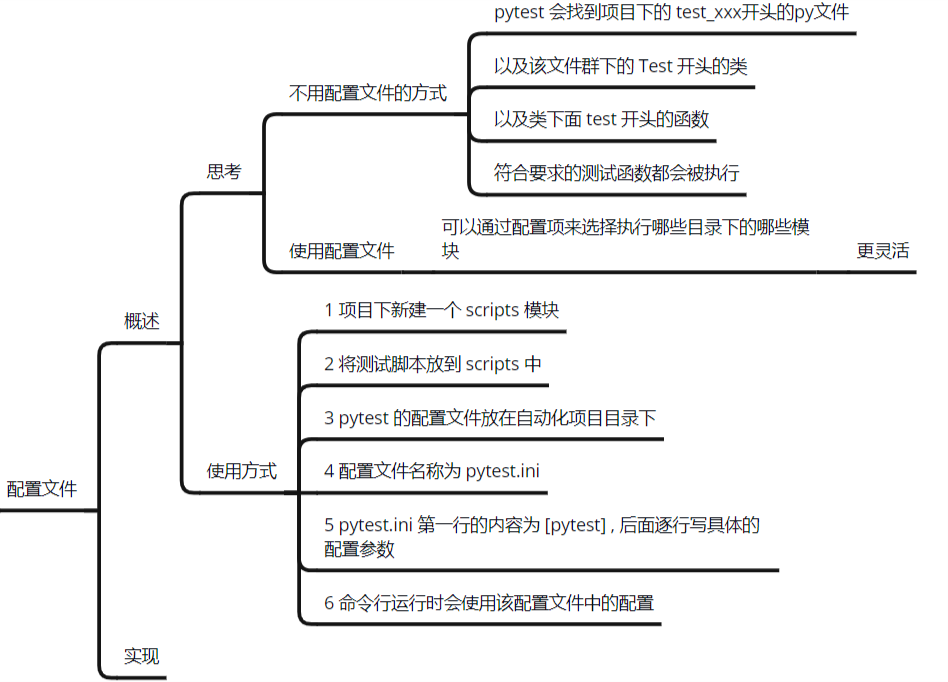 pytest 会找到项目下的 test_xxx开头的py文件
以及该文件群下的 Test 开头的类
不用配置文件的方式
以及类下面 test 开头的函数
符合要求的测试函数都会被执行
思考
可以通过配置项来选择执行哪些目录下的哪些模
块
使用配置文件
更灵活
概述
1 项目下新建一个 scripts 模块
2 将测试脚本放到 scripts 中
3 pytest 的配置文件放在自动化项目目录下
使用方式
4 配置文件名称为 pytest.ini
配置文件
5 pytest.ini 第一行的内容为 [pytest] , 后面逐行写具体的
配置参数
6 命令行运行时会使用该配置文件中的配置
实现